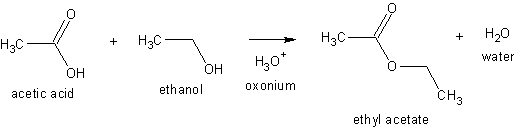 H₃C
O
OH
acetic acid
+
H₃C
OH
ethanol
H₃O⁺
oxonium
H₃C
O
O
CH₃
ethyl acetate
+
H₂O
water